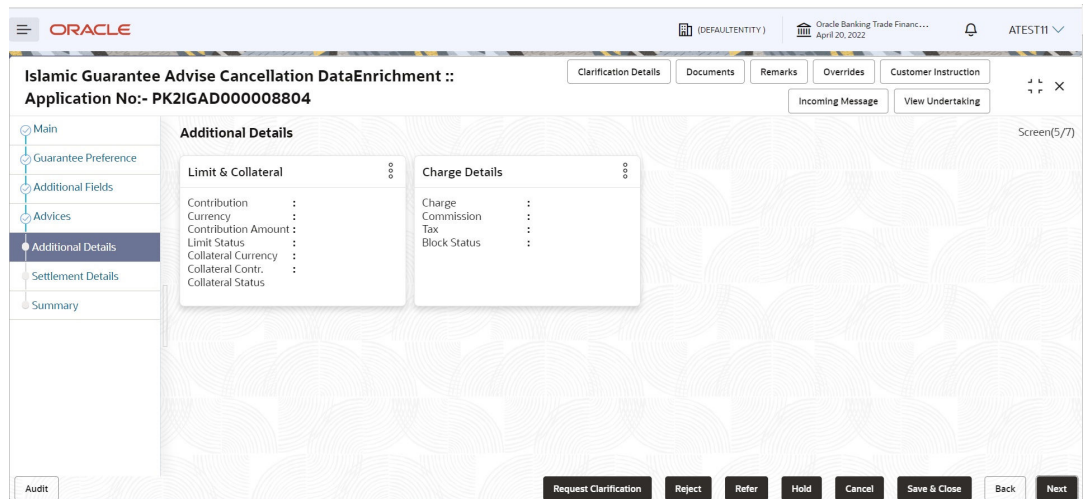 ORACLE
(DEFAULTENTITY)
Oracle Banking Trade Financ...
April 20, 2022
ATEST11
Islamic Guarantee Advise Cancellation DataEnrichment ::
Application No:- PK2IGAD000008804
Clarification Details
Documents
Remarks
Overrides
Customer Instruction
Incoming Message
View Undertaking
Main
Guarantee Preference
Additional Fields
Advices
Additional Details
Settlement Details
Summary
Additional Details
Screen(5/7)
Limit & Collateral
Contribution :
Currency :
Contribution Amount :
Limit Status :
Collateral Currency :
Collateral Contr. :
Collateral Status
Charge Details
Charge :
Commission :
Tax :
Block Status :
Audit
Request Clarification
Reject
Refer
Hold
Cancel
Save & Close
Back
Next